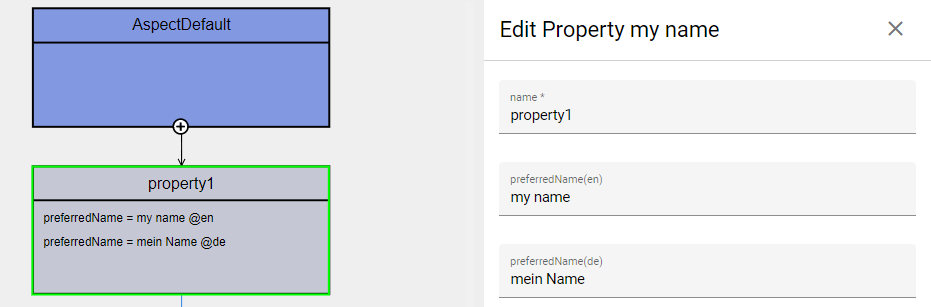 AspectDefault
property1
preferredName = my name @en
preferredName = mein Name @de
Edit Property my name
name *
property1
preferredName(en)
my name
preferredName(de)
mein Name